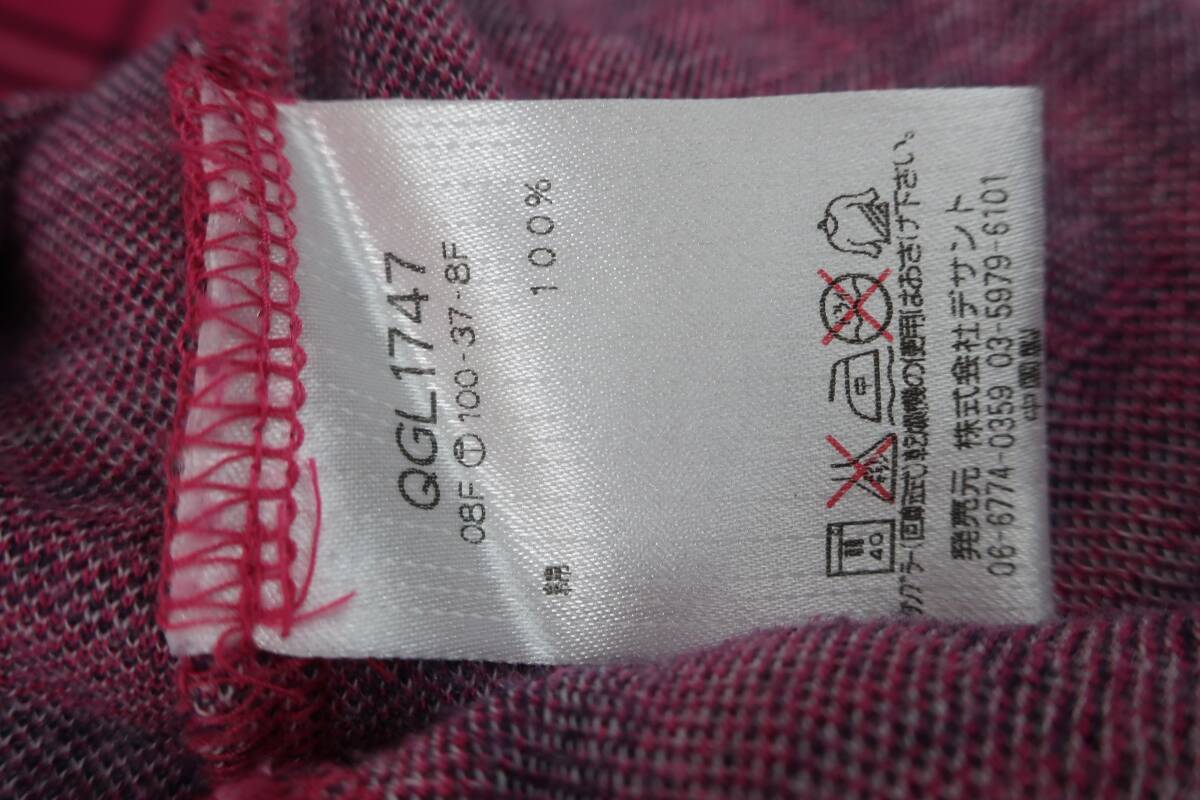 QGL1747
08F Ⓣ100-37-8F
綿 100%
40 中
タンブラー(回転式)乾燥機の使用はおさけ下さい。
発売元 株式会社デサント
06-6774-0359 03-5979-6101
中国製